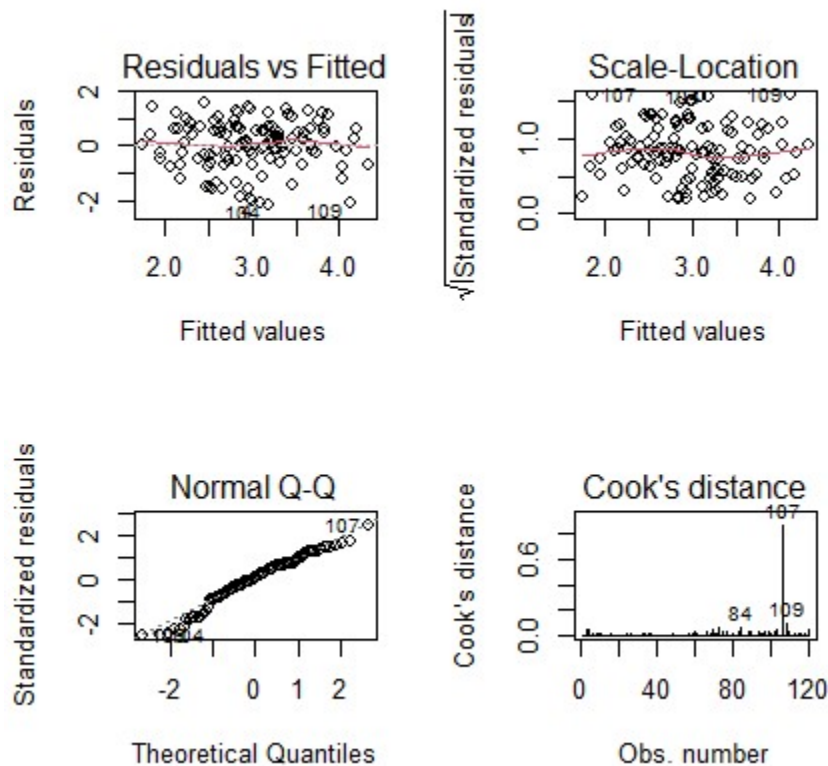 Residuals vs Fitted
Residuals
2
0
-2
104
109
2.0 3.0 4.0
Fitted values
Scale-Location
√|Standardized residuals
107
109
1.0
0.0
2.0 3.0 4.0
Fitted values
Normal Q-Q
Standardized residuals
2
0
-2
107
-2 0 1 2
Theoretical Quantiles
Cook's distance
Cook's distance
0.6
0.0
107
84
109
0 40 80 120
Obs. number